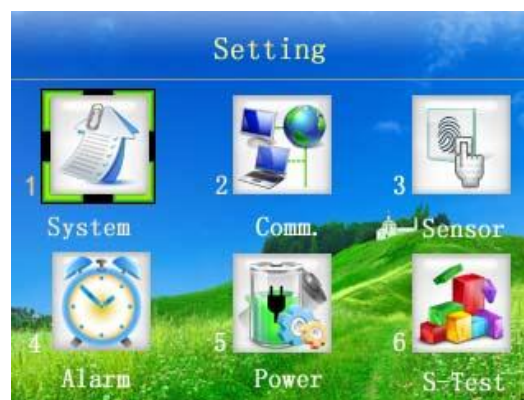 Setting
1 2 3
System Comm. Sensor
4 5 6
Alarm Power S-Test